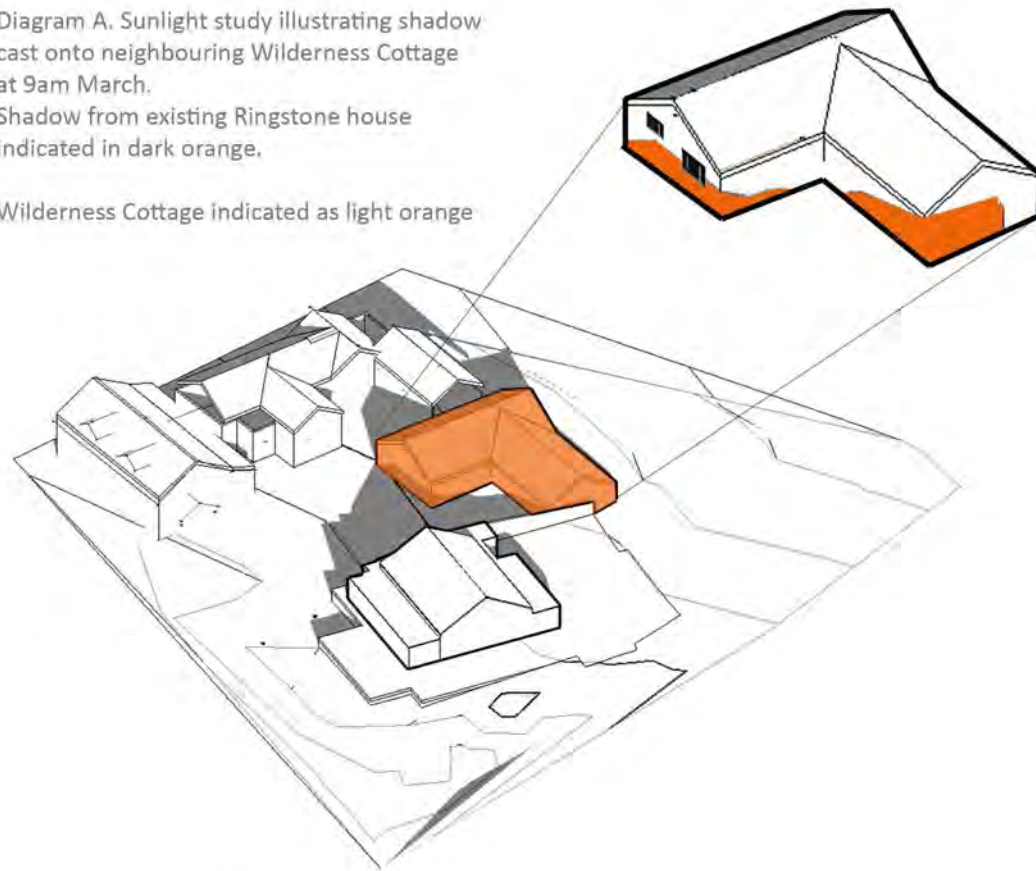 Diagram A. Sunlight study illustrating shadow
cast onto neighbouring Wilderness Cottage
at 9am March.
Shadow from existing Ringstone house
indicated in dark orange.
Wilderness Cottage indicated as light orange